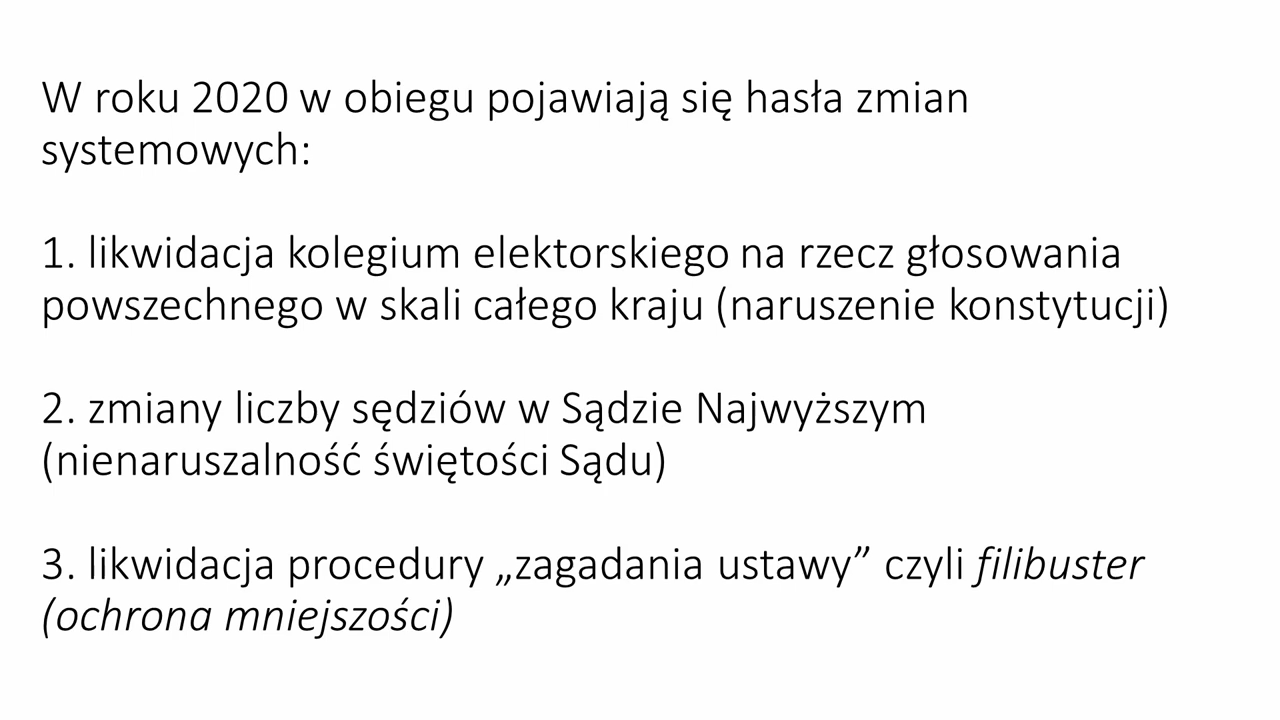 W roku 2020 w obiegu pojawiają się hasła zmian
systemowych:
1. likwidacja kolegium elektorskiego na rzecz głosowania
powszechnego w skali całego kraju (naruszenie konstytucji)
2. zmiany liczby sędziów w Sądzie Najwyższym
(nienaruszalność świętości Sądu)
3. likwidacja procedury „zagadania ustawy” czyli filibuster
(ochrona mniejszości)